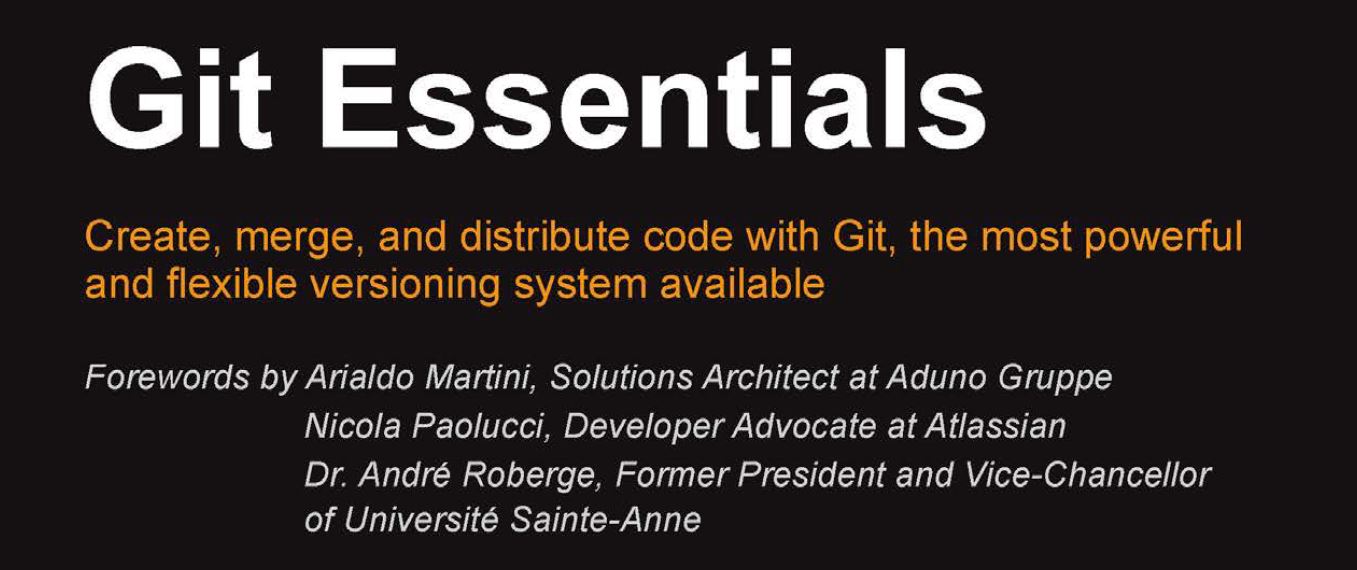 Git Essentials
Create, merge, and distribute code with Git, the most powerful
and flexible versioning system available
Forewords by Arialdo Martini, Solutions Architect at Aduno Gruppe
Nicola Paolucci, Developer Advocate at Atlassian
Dr. André Roberge, Former President and Vice-Chancellor
of Université Sainte-Anne